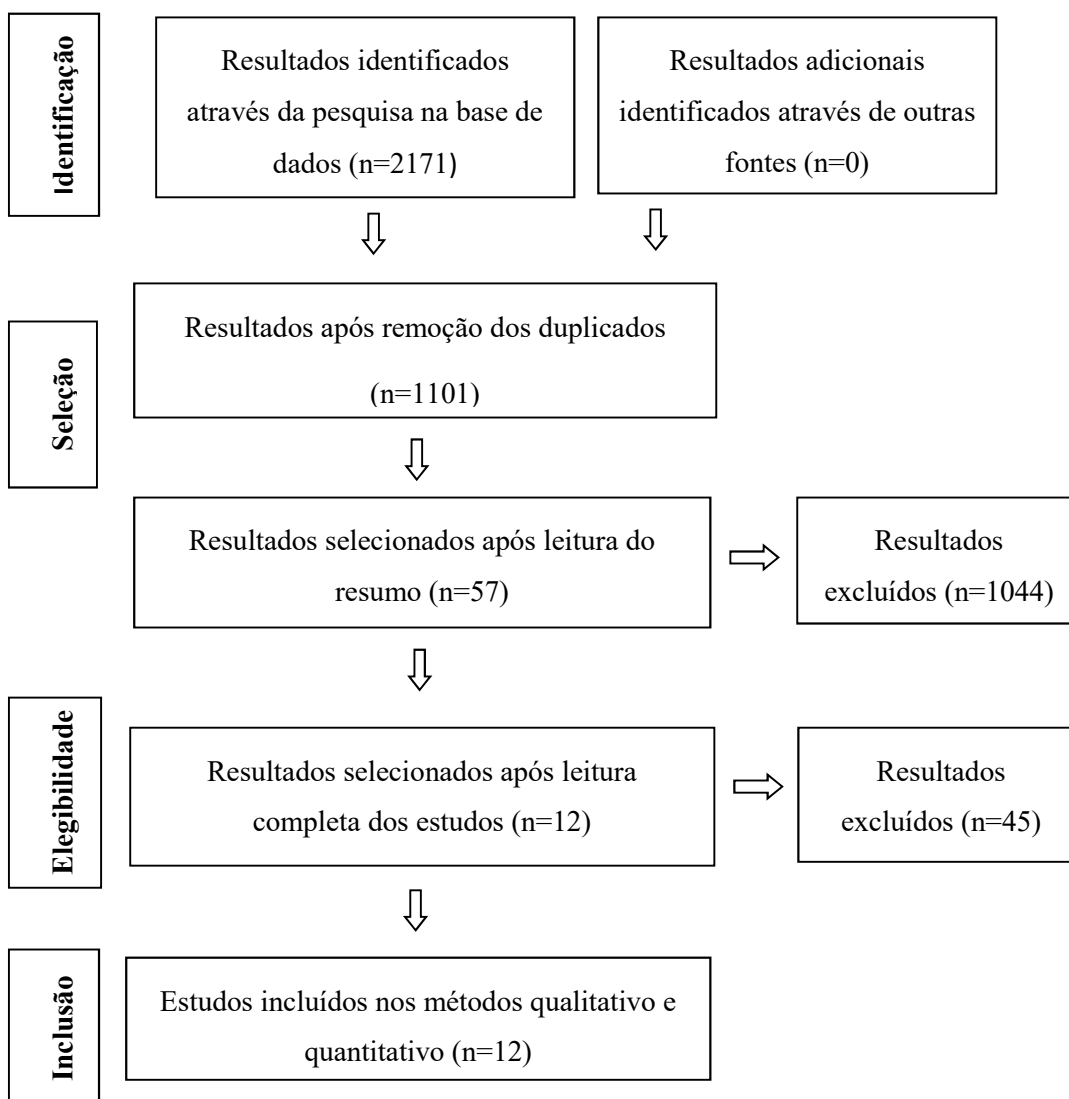 Identificação
Resultados identificados
através da pesquisa na base de
dados (n=2171)
Resultados adicionais
identificados através de outras
fontes (n=0)
Seleção
Resultados após remoção dos duplicados
(n=1101)
Resultados selecionados após leitura do
resumo (n=57)
Resultados
excluídos (n=1044)
Elegibilidade
Resultados selecionados após leitura
completa dos estudos (n=12)
Resultados
excluídos (n=45)
Inclusão
Estudos incluídos nos métodos qualitativo e
quantitativo (n=12)